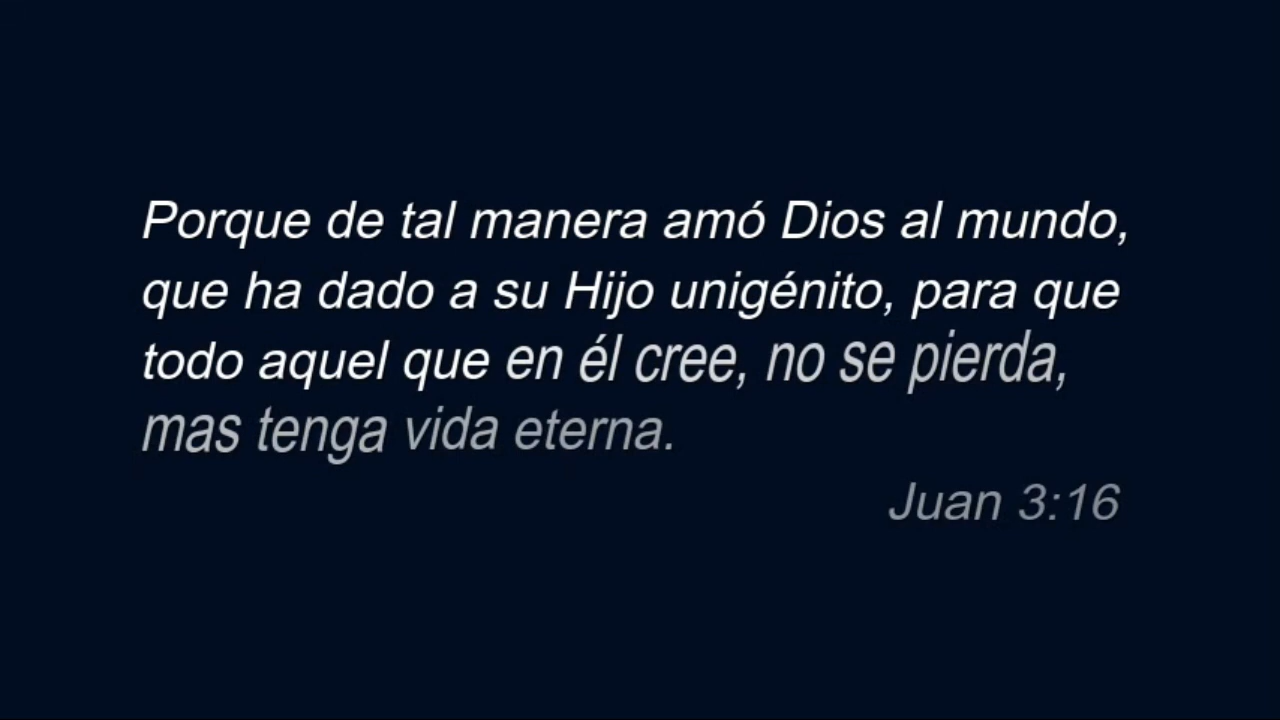 Porque de tal manera amó Dios al mundo,
que ha dado a su Hijo unigénito, para que
todo aquel que en él cree, no se pierda,
mas tenga vida eterna.
Juan 3:16